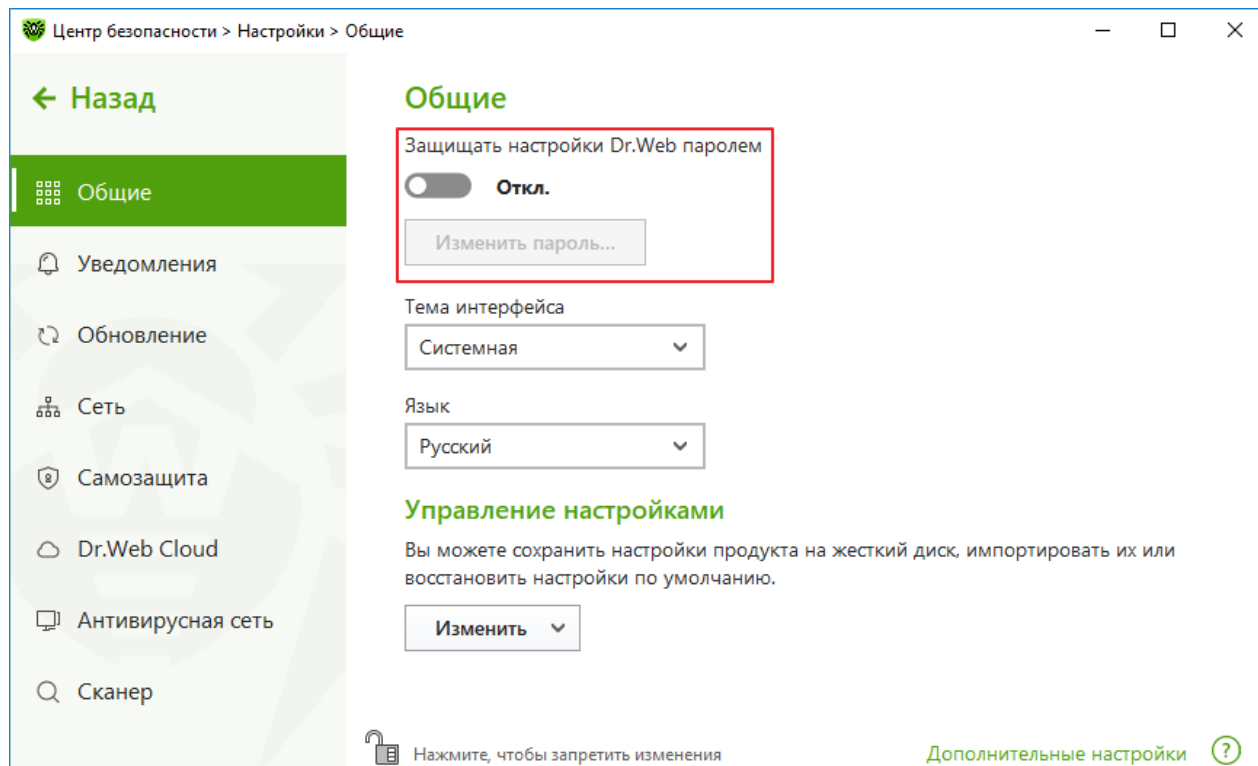 Центр безопасности > Настройки > Общие
Назад
Общие
Уведомления
Обновление
Сеть
Самозащита
Dr.Web Cloud
Антивирусная сеть
Сканер
Общие
Защищать настройки Dr.Web паролем
Откл.
Изменить пароль...
Тема интерфейса
Системная
Язык
Русский
Управление настройками
Вы можете сохранить настройки продукта на жесткий диск, импортировать их или
восстановить настройки по умолчанию.
Изменить
Нажмите, чтобы запретить изменения
Дополнительные настройки
?